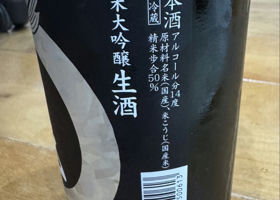 本酒
冷蔵
アルコール分14度
原材料名 米(国産)、米こうじ(国産米)
精米歩合50%
米大吟醸生酒
500613